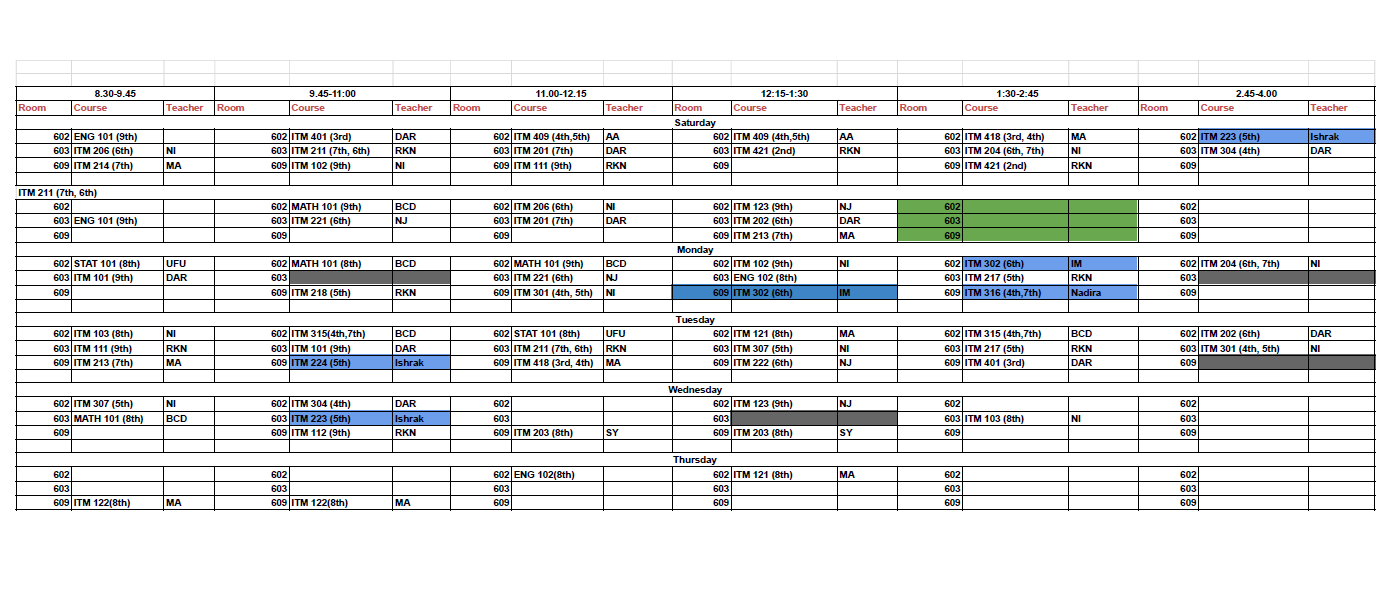 8.30-9.45 9.45-11:00 11.00-12.15 12:15-1:30 1:30-2:45 2.45-4.00
Room Course Teacher Room Course Teacher Room Course Teacher Room Course Teacher Room Course Teacher Room Course Teacher
Saturday
602 ENG 101 (9th) 602 ITM 401 (3rd) DAR 602 ITM 409 (4th,5th) AA 602 ITM 409 (4th,5th) AA 602 ITM 418 (3rd, 4th) MA 602 ITM 223 (5th) Ishrak
603 ITM 206 (6th) NI 603 ITM 211 (7th, 6th) RKN 603 ITM 201 (7th) DAR 602 ITM 421 (2nd) RKN 603 ITM 204 (6th, 7th) NI 603 ITM 304 (4th) DAR
609 ITM 214 (7th) MA 602 ITM 102 (9th) NI 609 ITM 111 (9th) RKN 609 609 ITM 421 (2nd) RKN 609
ITM 211 (7th, 6th)
602 602 MATH 101 (9th) BCD 602 ITM 206 (6th) NI 602 ITM 123 (9th) NJ 602 602
603 ENG 101 (9th) 603 ITM 221 (6th) NJ 603 ITM 201 (7th) DAR 603 ITM 202 (6th) DAR 603 603
609 609 609 609 ITM 213 (7th) MA 609 609
Monday
602 STAT 101 (8th) UFU 602 MATH 101 (8th) BCD 602 MATH 101 (9th) BCD 602 ITM 102 (9th) NI 602 ITM 302 (6th) IM 602 ITM 204 (6th, 7th) NI
603 ITM 101 (9th) DAR 603 603 ITM 221 (6th) NJ 603 ENG 102 (8th) 603 ITM 217 (5th) RKN 603
609 609 ITM 218 (5th) RKN 609 ITM 301 (4th, 5th) NI 609 ITM 302 (6th) IM 609 ITM 316 (4th,7th) Nadira 609
Tuesday
602 ITM 103 (8th) NI 602 ITM 315(4th,7th) BCD 602 STAT 101 (8th) UFU 602 ITM 121 (8th) MA 602 ITM 315 (4th,7th) BCD 602 ITM 202 (6th) DAR
603 ITM 111 (9th) RKN 603 ITM 101 (9th) DAR 603 ITM 211 (7th, 6th) RKN 603 ITM 307 (5th) NI 603 ITM 217 (5th) RKN 603 ITM 301 (4th, 5th) NI
609 ITM 213 (7th) MA 609 ITM 224 (5th) Ishrak 609 ITM 418 (3rd, 4th) MA 609 ITM 222 (6th) NJ 609 ITM 401 (3rd) DAR 609
Wednesday
602 ITM 307 (5th) NI 602 ITM 304 (4th) DAR 602 602 ITM 123 (9th) NJ 602 602
603 MATH 101 (8th) BCD 603 ITM 223 (5th) Ishrak 603 603 603 ITM 103 (8th) NI 603
609 609 ITM 112 (9th) RKN 609 ITM 203 (8th) SY 609 ITM 203 (8th) SY 609 609
Thursday
602 602 602 ENG 102(8th) 602 ITM 121 (8th) MA 602 602
603 603 603 603 603 603
609 ITM 122(8th) MA 609 ITM 122(8th) MA 609 609 609 609